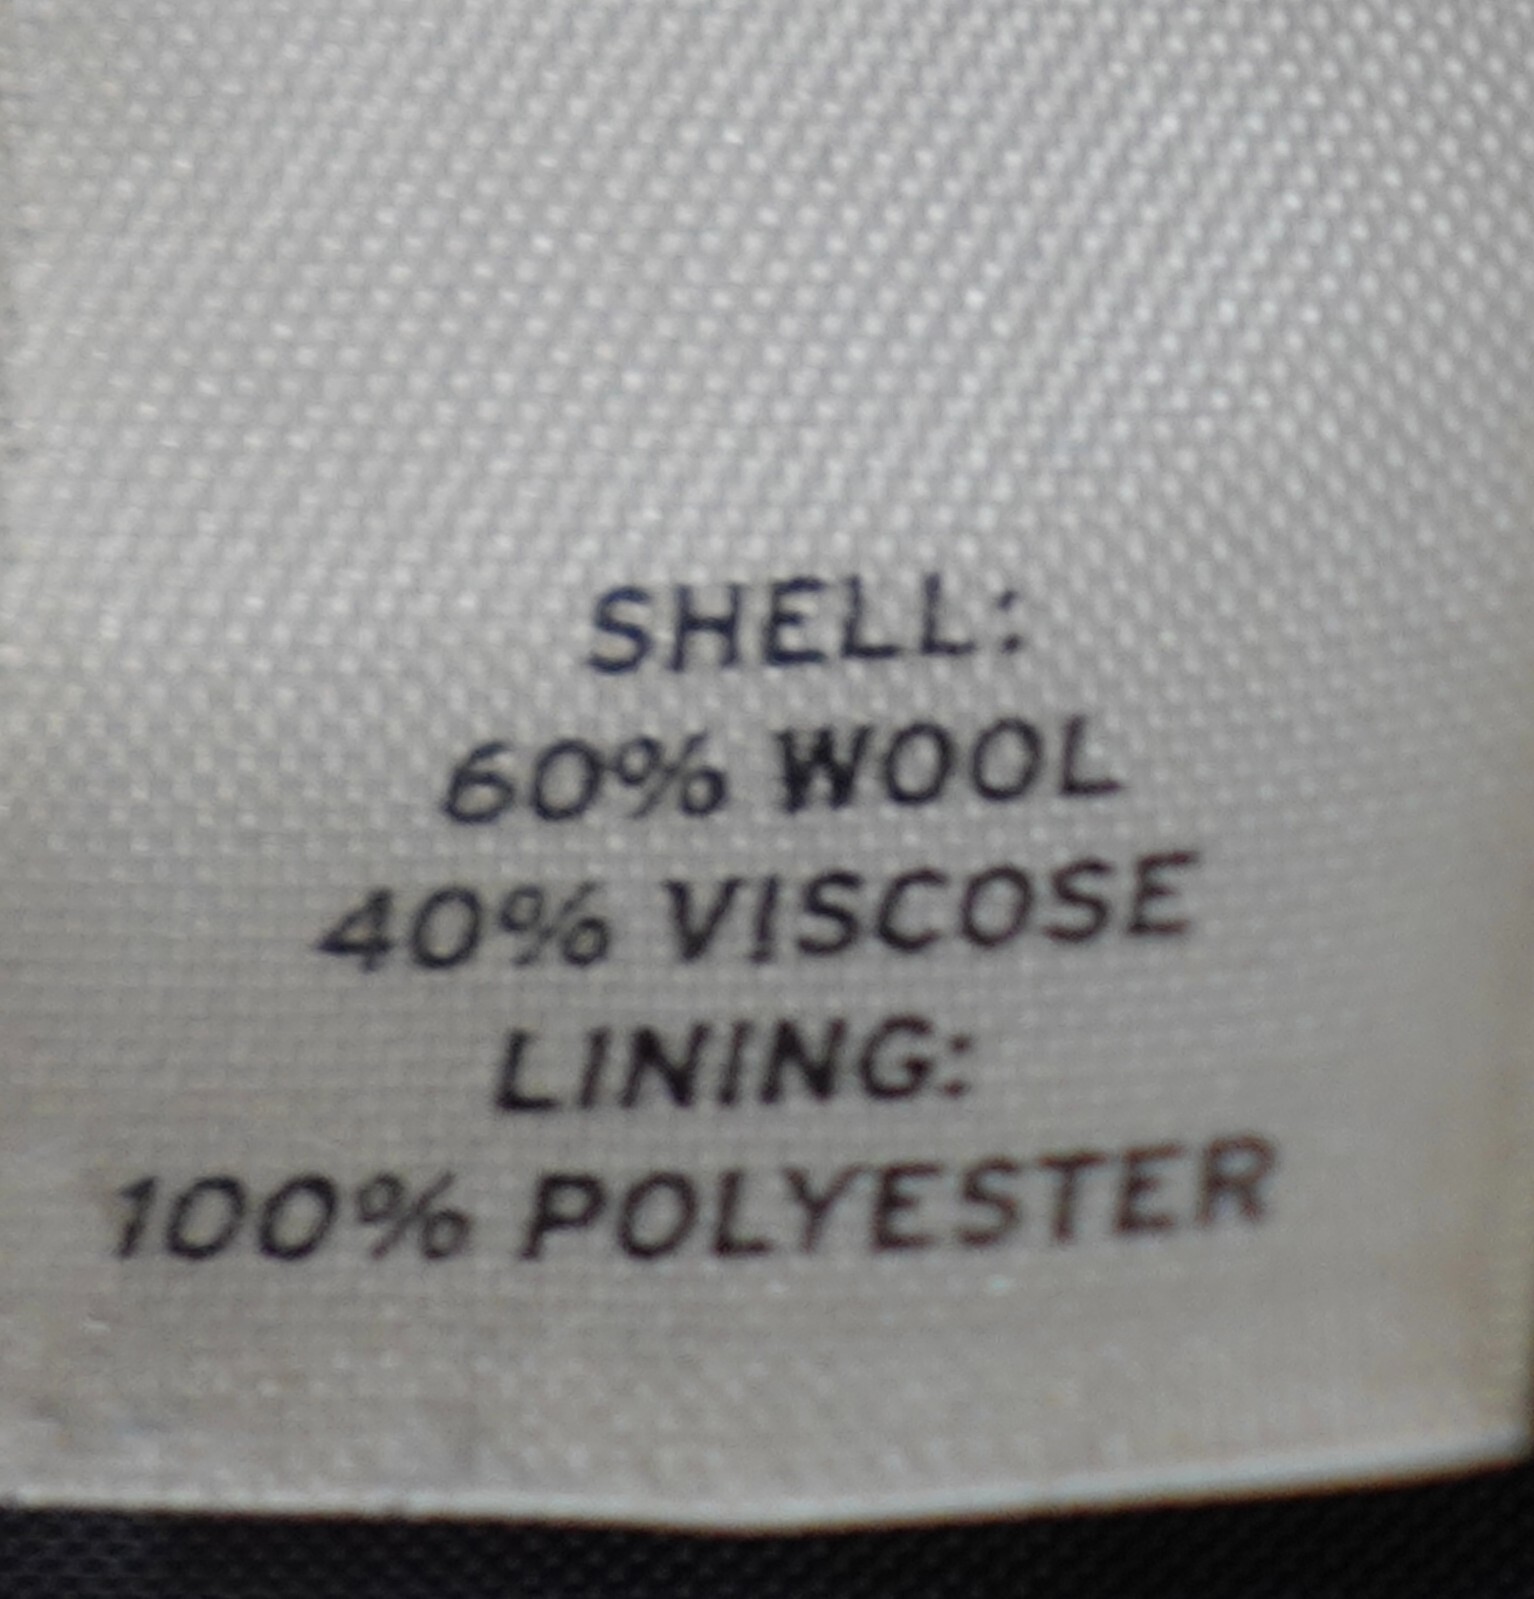 SHELL:
60% WOOL
40% VISCOSE
LINING:
100% POLYESTER